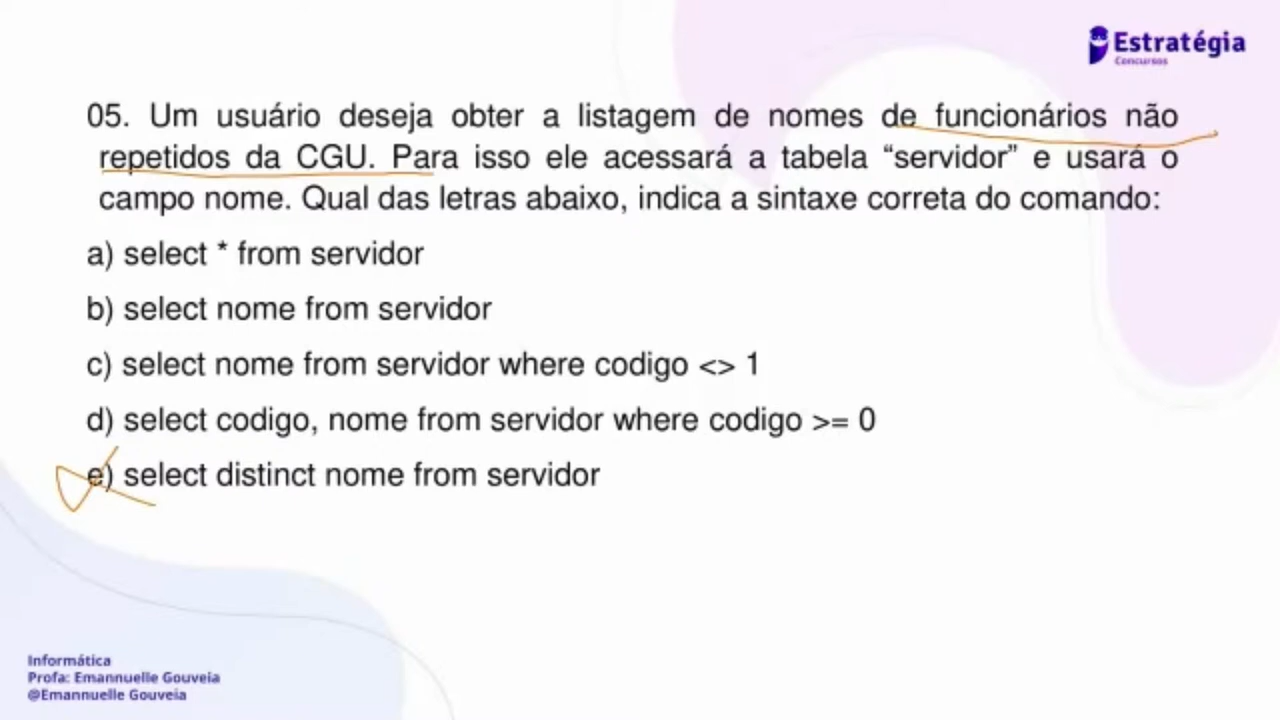 Estratégia
Concursos
05. Um usuário deseja obter a listagem de nomes de funcionários não
repetidos da CGU. Para isso ele acessará a tabela “servidor” e usará o
campo nome. Qual das letras abaixo, indica a sintaxe correta do comando:
a) select * from servidor
b) select nome from servidor
c) select nome from servidor where codigo <> 1
d) select codigo, nome from servidor where codigo >= 0
e) select distinct nome from servidor
Informática
Profa: Emannuelle Gouveia
@Emannuelle Gouveia